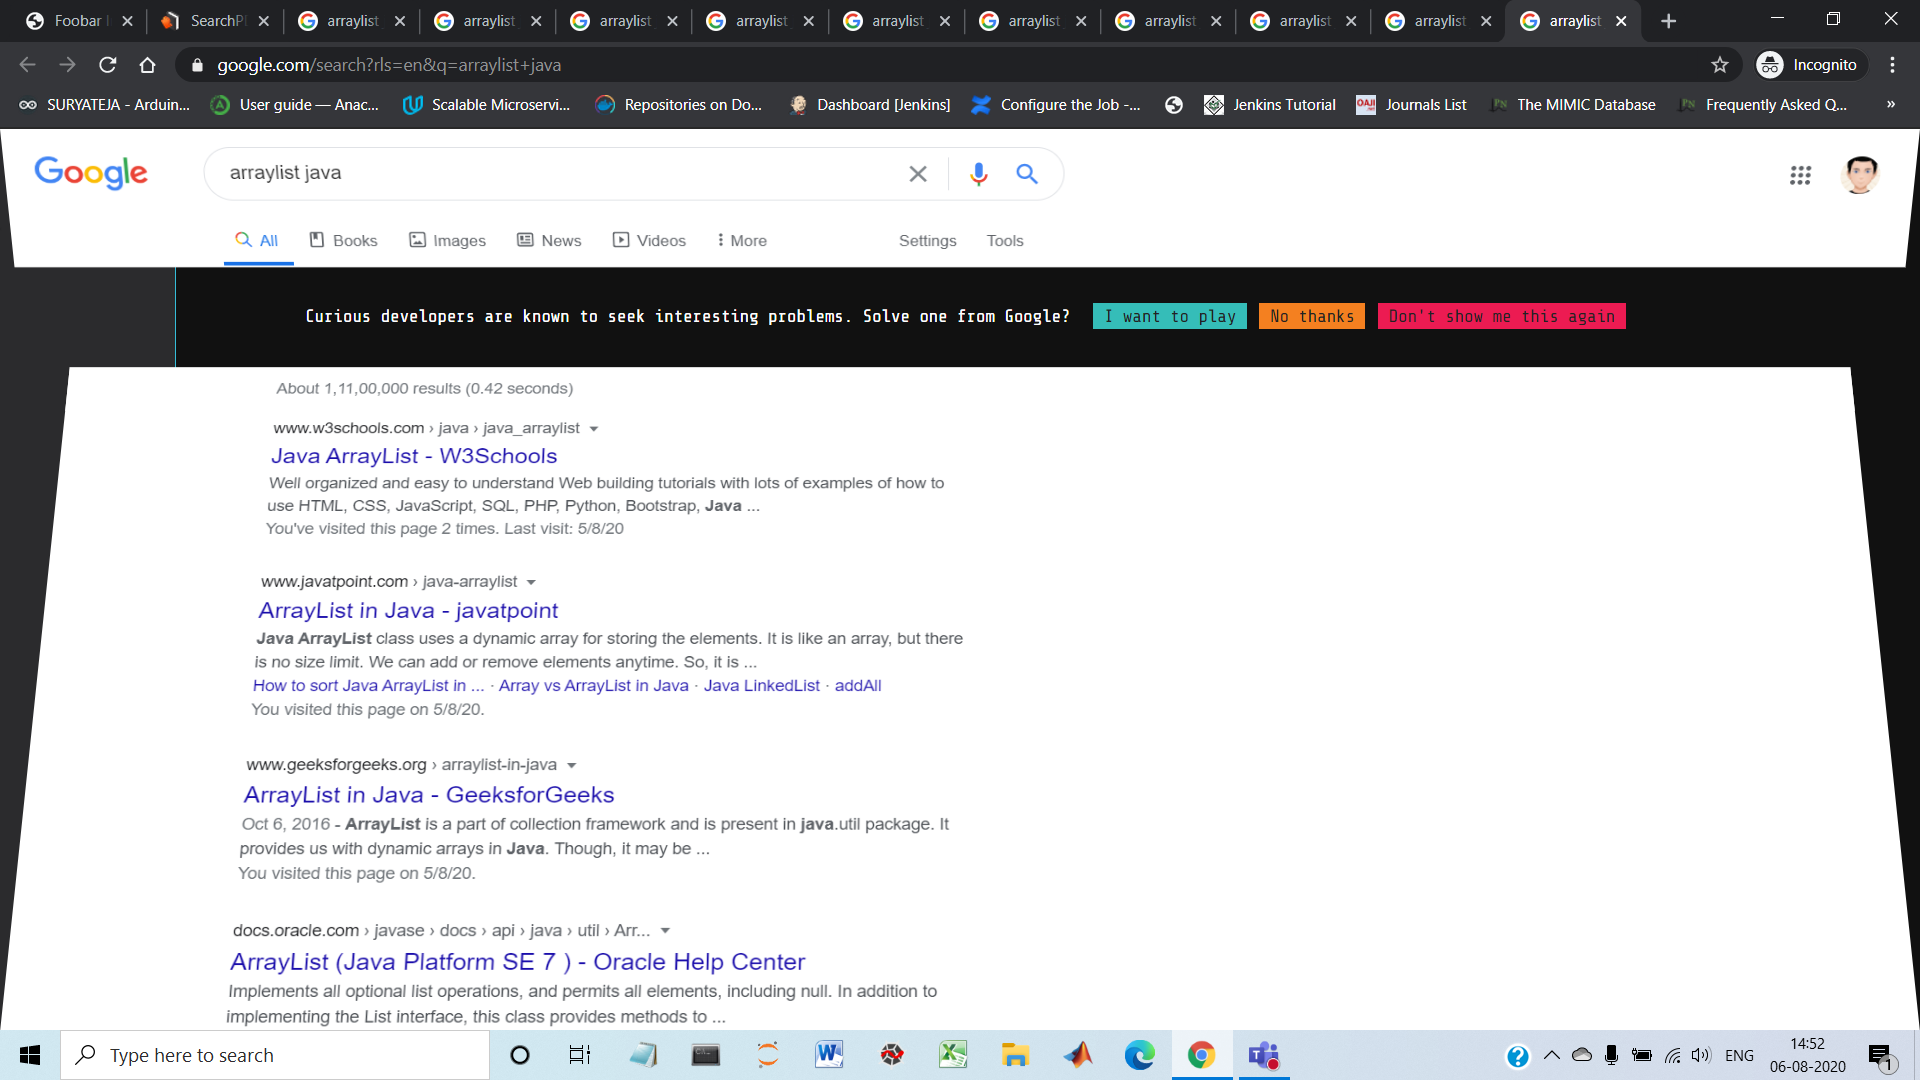 Foobar
SearchP
arraylist
arraylist
arraylist
arraylist
arraylist
arraylist
arraylist
arraylist
arraylist
arraylist
google.com/search?rls=en&q=arraylist+java
Incognito
SURYATEJA - Arduin...
User guide — Anac...
Scalable Microservi...
Repositories on Do...
Dashboard [Jenkins]
Configure the Job -...
Jenkins Tutorial
OAJI
Journals List
The MIMIC Database
Frequently Asked Q...
»
Google
arraylist java
All
Books
Images
News
Videos
More
Settings
Tools
Curious developers are known to seek interesting problems. Solve one from Google?
I want to play
No thanks
Don't show me this again
About 1,11,00,000 results (0.42 seconds)
www.w3schools.com › java › java_arraylist
Java ArrayList - W3Schools
Well organized and easy to understand Web building tutorials with lots of examples of how to
use HTML, CSS, JavaScript, SQL, PHP, Python, Bootstrap, Java ...
You've visited this page 2 times. Last visit: 5/8/20
www.javatpoint.com › java-arraylist
ArrayList in Java - javatpoint
Java ArrayList class uses a dynamic array for storing the elements. It is like an array, but there
is no size limit. We can add or remove elements anytime. So, it is ...
How to sort Java ArrayList in ... · Array vs ArrayList in Java · Java LinkedList · addAll
You visited this page on 5/8/20.
www.geeksforgeeks.org › arraylist-in-java
ArrayList in Java - GeeksforGeeks
Oct 6, 2016 - ArrayList is a part of collection framework and is present in java.util package. It
provides us with dynamic arrays in Java. Though, it may be ...
You visited this page on 5/8/20.
docs.oracle.com › javase › docs › api › java › util › Arr...
ArrayList (Java Platform SE 7 ) - Oracle Help Center
Implements all optional list operations, and permits all elements, including null. In addition to
implementing the List interface, this class provides methods to ...
Type here to search
ENG
14:52
06-08-2020
1